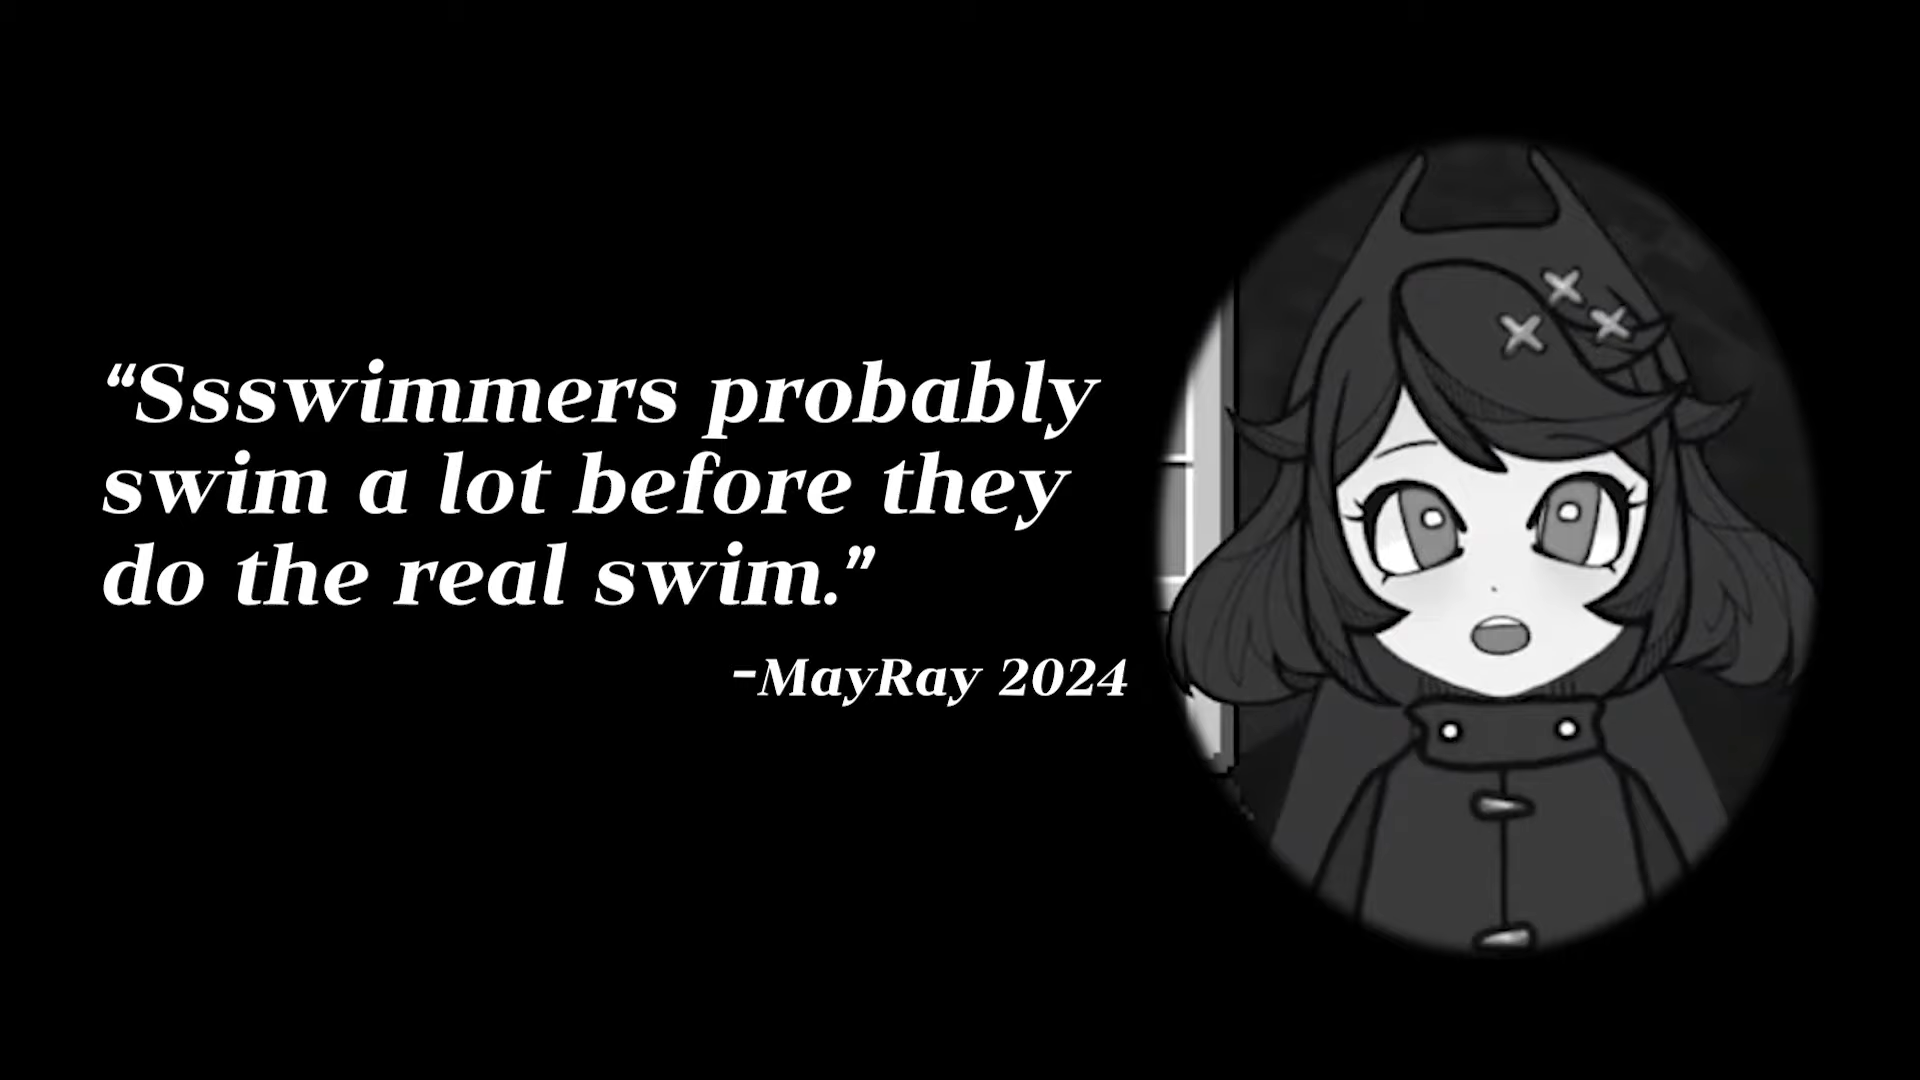 “Ssswimmers probably
swim a lot before they
do the real swim.”
-MayRay 2024